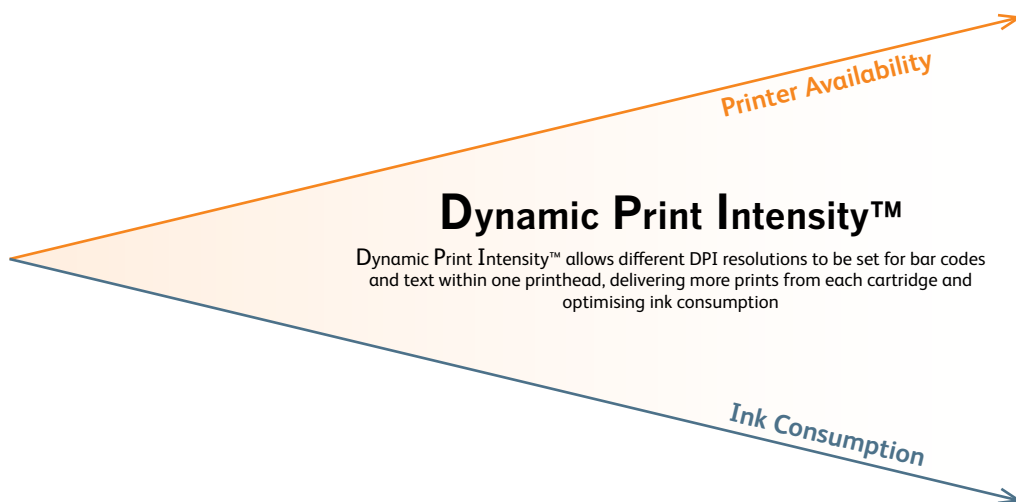 Printer Availability
Dynamic Print Intensity™
Dynamic Print Intensity™ allows different DPI resolutions to be set for bar codes
and text within one printhead, delivering more prints from each cartridge and
optimising ink consumption
Ink Consumption